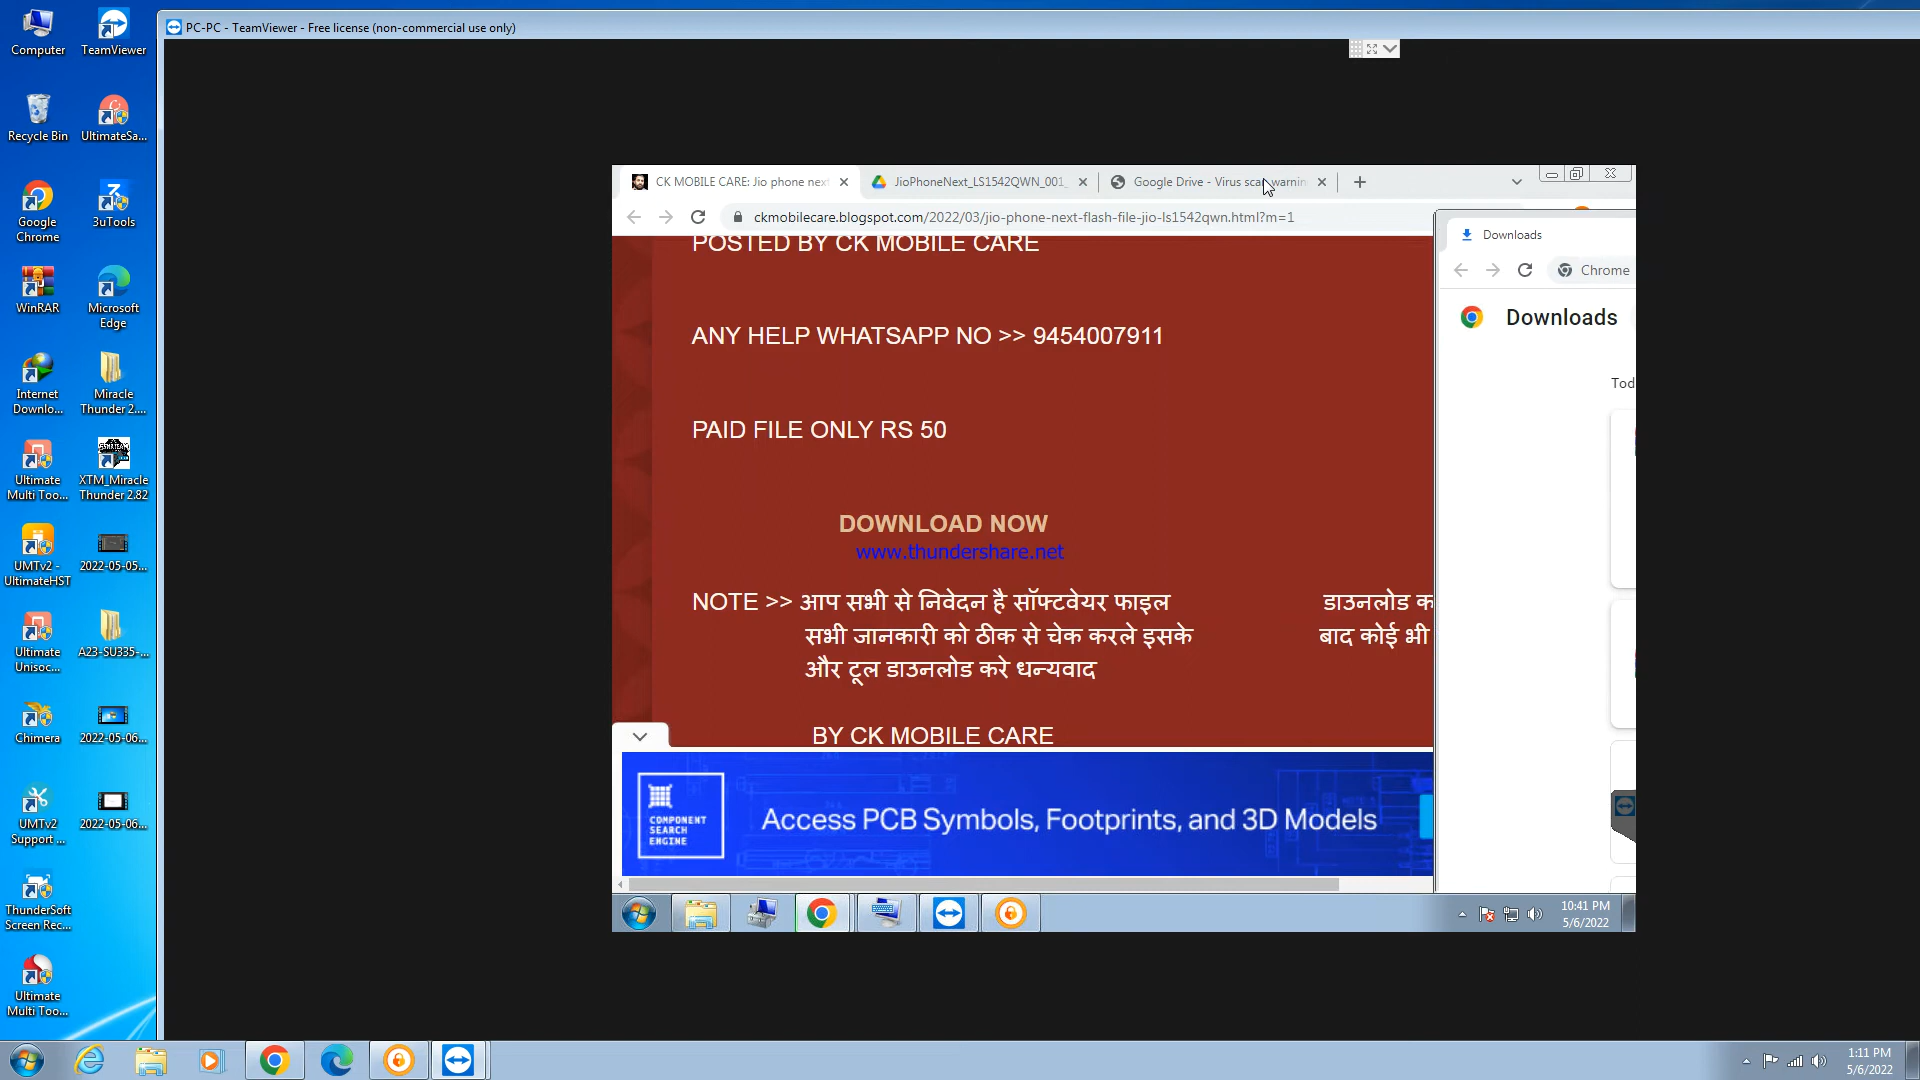 PC-PC - TeamViewer - Free license (non-commercial use only)
Computer
TeamViewer
Recycle Bin
UltimateSa...
Google
Chrome
3uTools
WinRAR
Microsoft
Edge
Internet
Downlo...
Miracle
Thunder 2....
Ultimate
Multi Too...
XTM_Miracle
Thunder 2.82
UMTv2 -
UltimateHST
2022-05-05...
Ultimate
Unisoc...
A23-SU335-...
Chimera
2022-05-06...
UMTv2
Support ...
2022-05-06...
ThunderSoft
Screen Rec...
Ultimate
Multi Too...
CK MOBILE CARE: Jio phone next
JioPhoneNext_LS1542QWN_001_
Google Drive - Virus scan warnin
ckmobilecare.blogspot.com/2022/03/jio-phone-next-flash-file-jio-ls1542qwn.html?m=1
POSTED BY CK MOBILE CARE
ANY HELP WHATSAPP NO >> 9454007911
PAID FILE ONLY RS 50
DOWNLOAD NOW
www.thundershare.net
NOTE >> आप सभी से निवेदन है सॉफ्टवेयर फाइल डाउनलोड क
सभी जानकारी को ठीक से चेक करले इसके बाद कोई भी
और टूल डाउनलोड करे धन्यवाद
BY CK MOBILE CARE
COMPONENT
SEARCH
ENGINE
Access PCB Symbols, Footprints, and 3D Models
Downloads
Chrome
Downloads
Tod
10:41 PM
5/6/2022
1:11 PM
5/6/2022